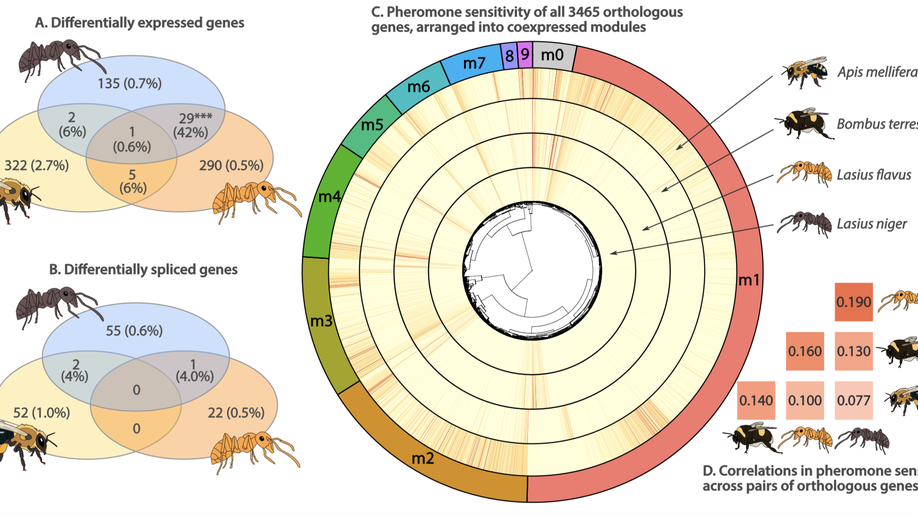 A. Differentially expressed genes
135 (0.7%)
2
(6%)
29***
(42%)
1
(0.6%)
322 (2.7%)
290 (0.5%)
5
(6%)
B. Differentially spliced genes
55 (0.6%)
2
(4%)
1
(4.0%)
0
52 (1.0%)
22 (0.5%)
0
C. Pheromone sensitivity of all 3465 orthologous
genes, arranged into coexpressed modules
m0
m1
m2
m3
m4
m5
m6
m7
8
9
Apis mellifera
Bombus terres
Lasius flavus
Lasius niger
0.190
0.160 0.130
0.140 0.100 0.077
D. Correlations in pheromone sen
across pairs of orthologous genes